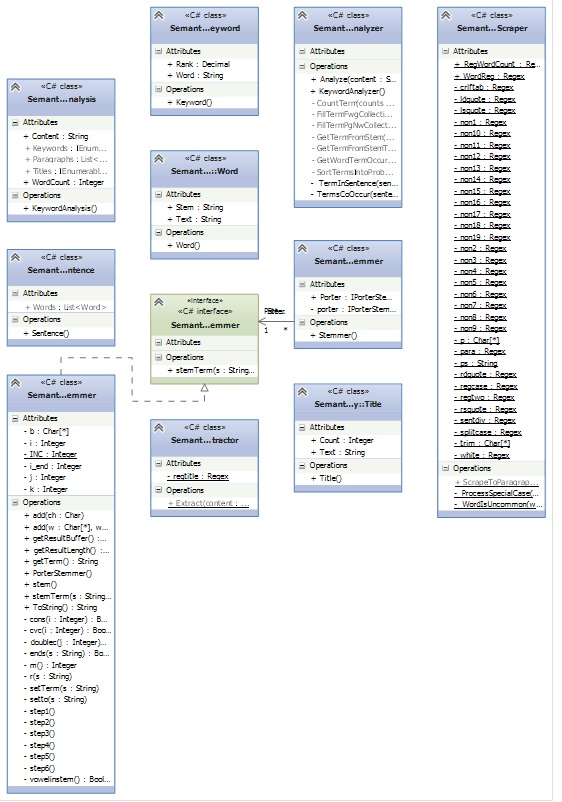 «C# class»
Semant...nalysis
Attributes
+ Content : String
+ Keywords : IEnum...
+ Paragraphs : List<...
+ Titles : IEnumerabl...
+ WordCount : Integer
Operations
+ KeywordAnalysis()
«C# class»
Semant...ntence
Attributes
+ Words : List<Word>
Operations
+ Sentence()
«C# class»
Semant...emmer
Attributes
- b : Char[*]
- i : Integer
- INC : Integer
- i_end : Integer
- j : Integer
- k : Integer
Operations
+ add(ch : Char)
+ add(w : Char[*], w...
+ getResultBuffer() :...
+ getResultLength() :...
+ getTerm() : String
+ PorterStemmer()
+ stem()
+ stemTerm(s : String...
+ ToString() : String
- cons(i : Integer) : B...
- cvc(i : Integer) : Boo...
- doublec(j : Integer)...
- ends(s : String) : Bo...
- m() : Integer
- r(s : String)
- setTerm(s : String)
- setto(s : String)
- step1()
- step2()
- step3()
- step4()
- step5()
- step6()
- vowelinstem() : Bool...
«C# class»
Semant...eyword
Attributes
+ Rank : Decimal
+ Word : String
Operations
+ Keyword()
«C# class»
Semant...::Word
Attributes
+ Stem : String
+ Text : String
Operations
+ Word()
«interface»
«C# interface»
Semant...emmer
Attributes
Operations
+ stemTerm(s : String...
1
*
«C# class»
Semant...tractor
Attributes
- regtitle : Regex
Operations
+ Extract(content : ...
«C# class»
Semant...nalyzer
Attributes
Operations
+ Analyze(content : S...
+ KeywordAnalyzer()
- CountTerm(counts ...
- FillTermFwgCollecti...
- FillTermPgNwCollect...
- GetTermFromStem(...
- GetTermFromStemT...
- GetWordTermOccur...
- SortTermsIntoProb...
- TermInSentence(sen...
- TermsCoOccur(sente...
«C# class»
Semant...emmer
Attributes
+ Porter : IPorterSte...
- porter : IPorterStem...
Operations
+ Stemmer()
«C# class»
Semant...y::Title
Attributes
+ Count : Integer
+ Text : String
Operations
+ Title()
«C# class»
Semant...Scraper
Attributes
+ RegWordCount : Re...
+ WordReg : Regex
- crlftab : Regex
- ldquote : Regex
- lsquote : Regex
- non1 : Regex
- non10 : Regex
- non11 : Regex
- non12 : Regex
- non13 : Regex
- non14 : Regex
- non15 : Regex
- non16 : Regex
- non17 : Regex
- non18 : Regex
- non19 : Regex
- non2 : Regex
- non3 : Regex
- non4 : Regex
- non5 : Regex
- non6 : Regex
- non7 : Regex
- non8 : Regex
- non9 : Regex
- p : Char[*]
- para : Regex
- ps : String
- rdquote : Regex
- regcase : Regex
- regtwo : Regex
- rsquote : Regex
- sentdiv : Regex
- splitcase : Regex
- trim : Char[*]
- white : Regex
Operations
+ ScrapeToParagrap...
- ProcessSpecialCase(...
- WordIsUncommon(w...